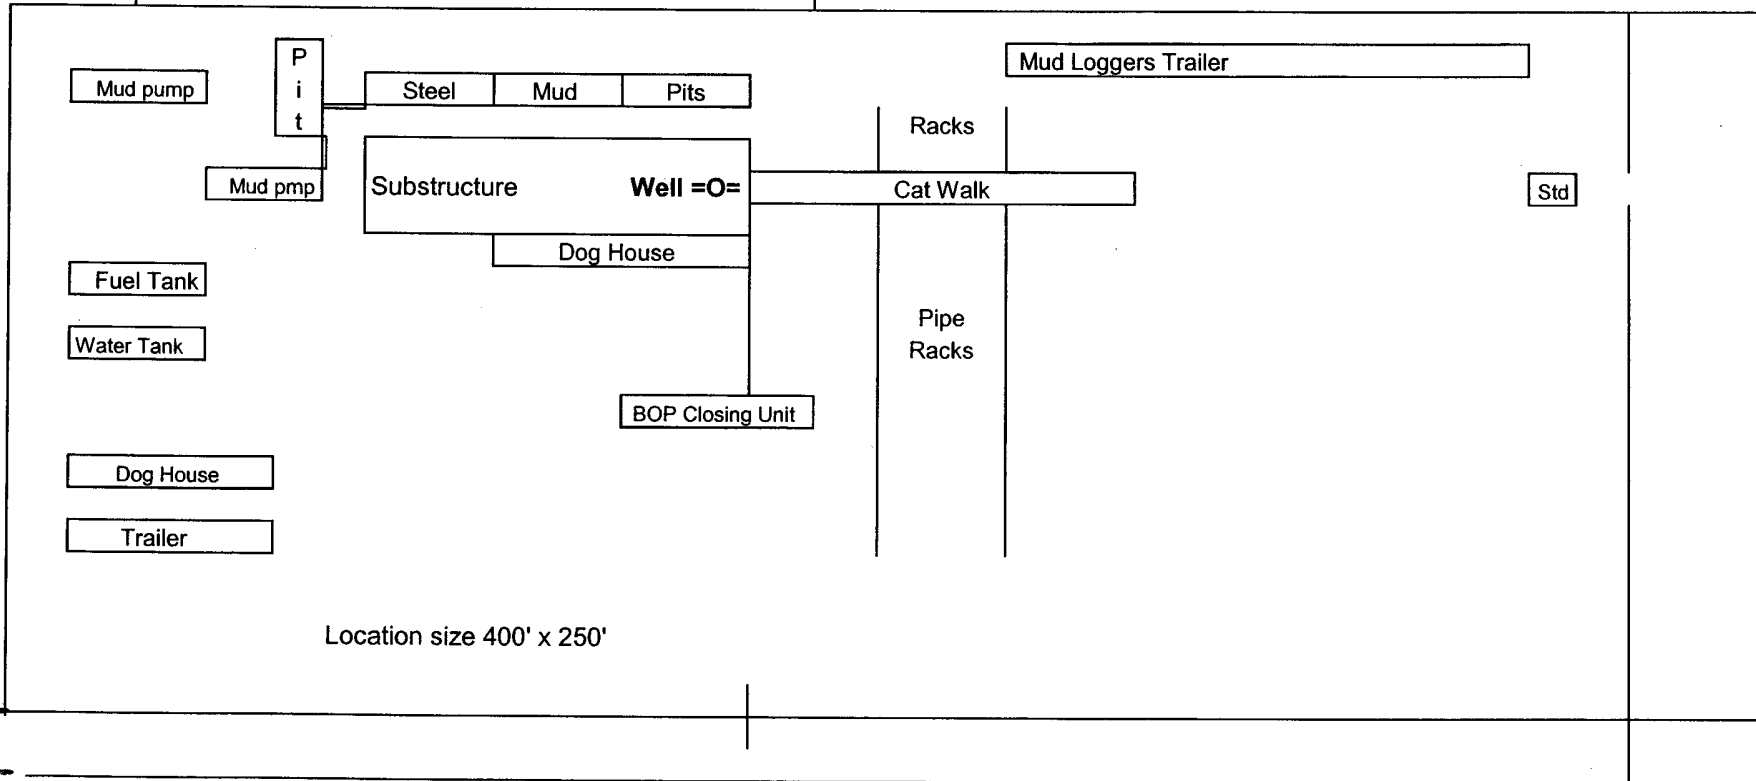 Mud Loggers Trailer
P
i
t
Mud pump
Steel Mud Pits
Racks
Mud pmp
Substructure Well =O=
Cat Walk
Std
Dog House
Fuel Tank
Water Tank
Pipe
Racks
BOP Closing Unit
Dog House
Trailer
Location size 400' x 250'